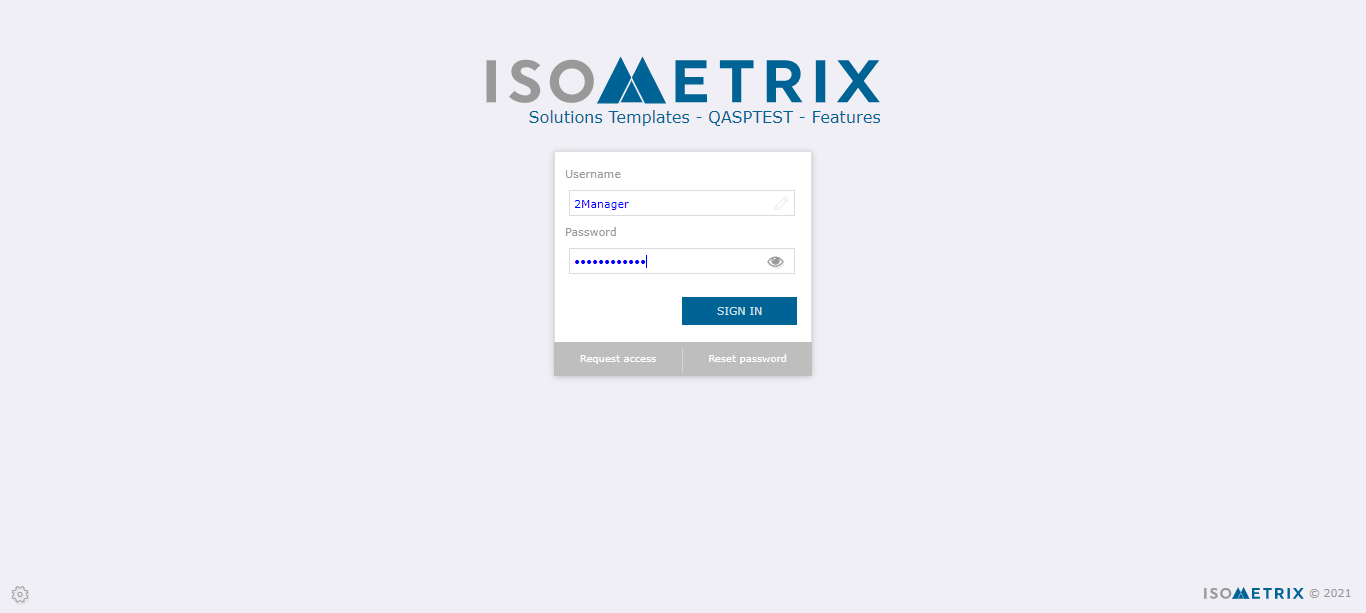 ISOMETRIX
Solutions Templates - QASPTEST - Features
Username
2Manager
Password
••••••••••••
SIGN IN
Request access
Reset password
ISOMETRIX © 2021